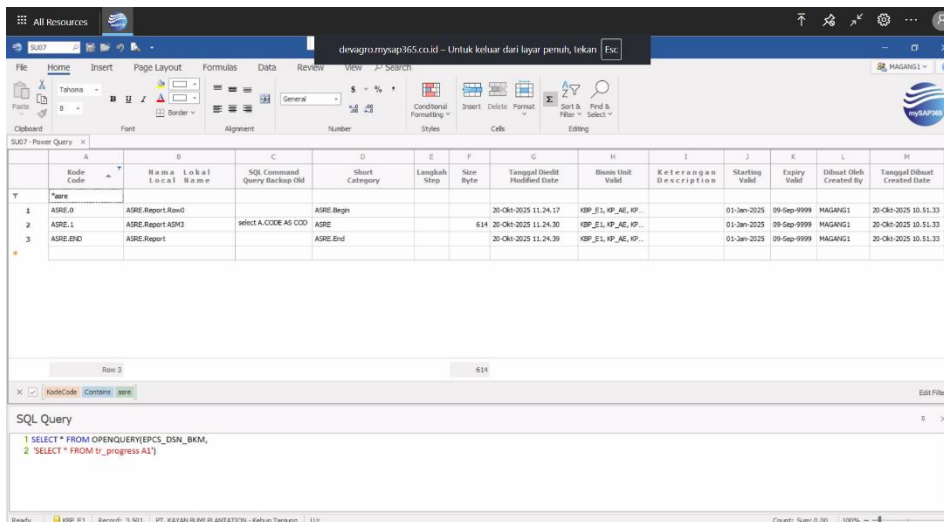 All Resources
SU07
devagro.mysap365.co.id – Untuk keluar dari layar penuh, tekan Esc
File Home Insert Page Layout Formulas Data Review View Search
MAGANG1
Paste
Tahoma
8
B U I A
Border
General
$ % ,
Conditional Formatting
Insert Delete Format
Σ
Sort & Filter
Find & Select
mySAP365
Clipboard Font Alignment Number Styles Cells Editing
SU07 - Power Query ×
A B C D E F G H I J K L M
Kode Nama Lokal SQL Command Short Langkah Size Tanggal Diedit Bisnis Unit Keterangan Starting Expiry Dibuat Oleh Tanggal Dibuat
Code Local Name Query Backup Old Category Step Byte Modified Date Valid Description Valid Valid Created By Created Date
*asre
1 ASRE.0 ASRE.Report.Row0 ASRE.Begin 20-Okt-2025 11.24.17 KBP_E1, KP_AE, KP... 01-Jan-2025 09-Sep-9999 MAGANG1 20-Okt-2025 10.51.33
2 ASRE.1 ASRE.Report ASM3 select A.CODE AS COD ASRE 614 20-Okt-2025 11.24.30 KBP_E1, KP_AE, KP... 01-Jan-2025 09-Sep-9999 MAGANG1 20-Okt-2025 10.51.33
3 ASRE.END ASRE.Report ASRE.End 20-Okt-2025 11.24.39 KBP_E1, KP_AE, KP... 01-Jan-2025 09-Sep-9999 MAGANG1 20-Okt-2025 10.51.33
Row 3 614
KodeCode Contains asre Edit Filte
SQL Query
1 SELECT * FROM OPENQUERY(EPCS_DSN_BKM,
2 'SELECT * FROM tr_progress A1')
Ready KBP_E1 Record: 3,501 PT. KAYAN BUMI PLANTATION - Kebun Tanjung Count: Sum: 0.00 100%